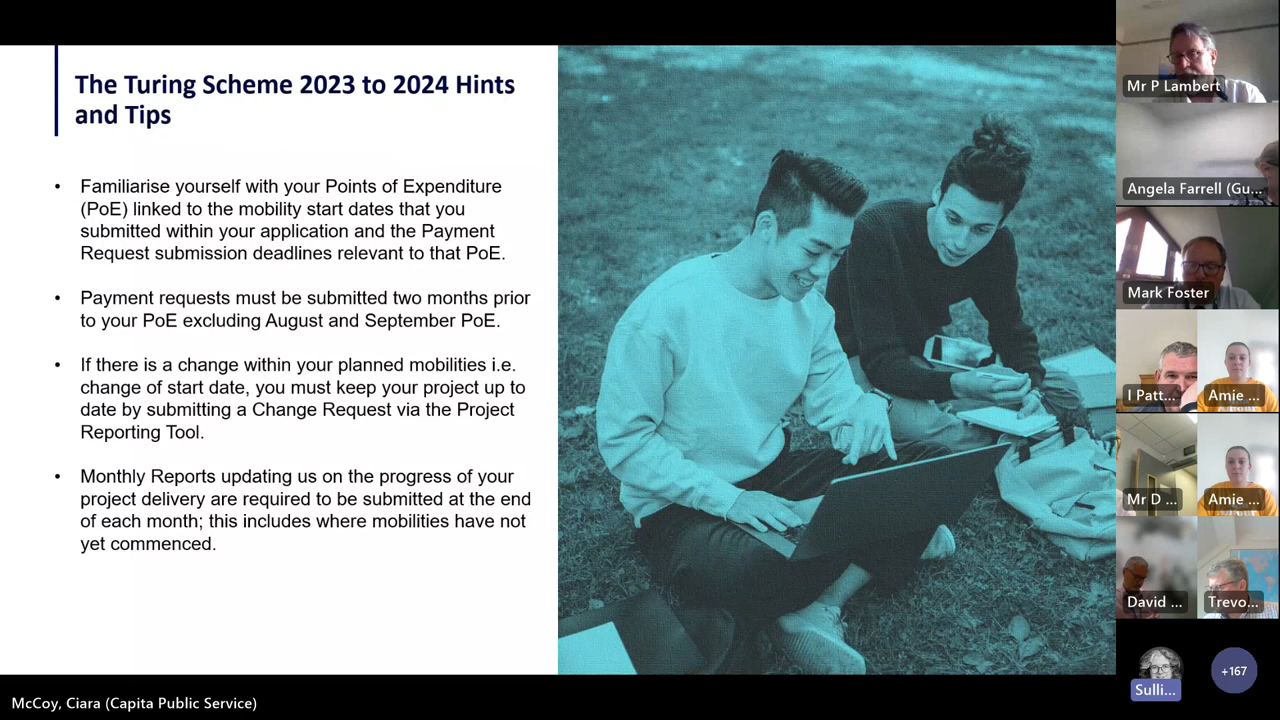 The Turing Scheme 2023 to 2024 Hints
and Tips
• Familiarise yourself with your Points of Expenditure
(PoE) linked to the mobility start dates that you
submitted within your application and the Payment
Request submission deadlines relevant to that PoE.
• Payment requests must be submitted two months prior
to your PoE excluding August and September PoE.
• If there is a change within your planned mobilities i.e.
change of start date, you must keep your project up to
date by submitting a Change Request via the Project
Reporting Tool.
• Monthly Reports updating us on the progress of your
project delivery are required to be submitted at the end
of each month; this includes where mobilities have not
yet commenced.
Mr P Lambert
Angela Farrell (Gu...
Mark Foster
I Patt...
Amie ...
Mr D ...
Amie ...
David ...
Trevo...
Sulli...
+167
McCoy, Ciara (Capita Public Service)